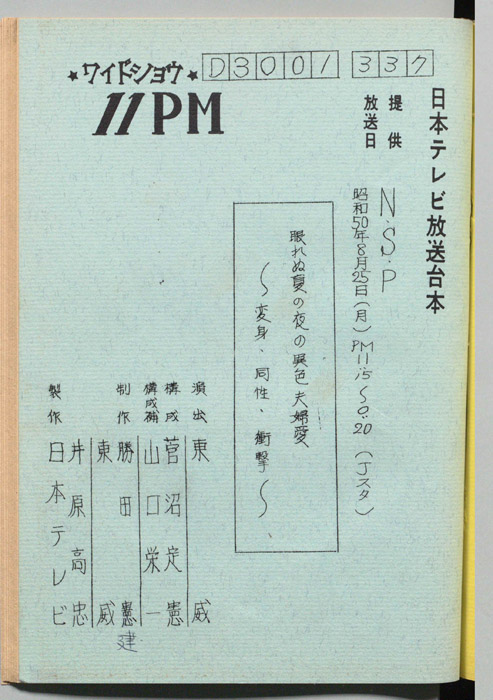 ★ワイドショウ★
11PM
D3001 337
日本テレビ放送台本
提供 N・S・P
放送日 昭和50年8月25日(月) PM11:15〜0:20 (Jスタ)
眠れぬ夏の夜の異色夫婦愛
〜変身、同性、衝撃〜
演出 東 威
構成 菅沼定憲
構成補 山口栄一
制作 勝田憲
建
東 威
井原高忠
製作 日本テレビ